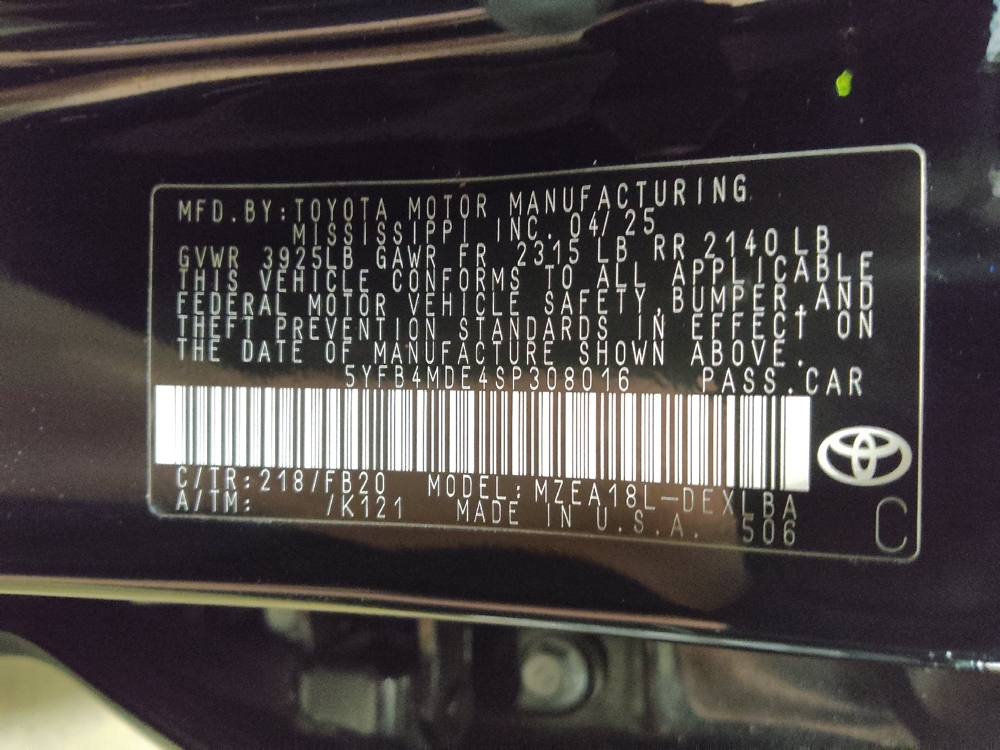 MFD.BY:TOYOTA MOTOR MANUFACTURING
MISSISSIPPI INC. 04/25
GVWR 3925LB GAWR FR 2315 LB RR 2140 LB
THIS VEHICLE CONFORMS TO ALL APPLICABLE
FEDERAL MOTOR VEHICLE SAFETY,BUMPER,AND
THEFT PREVENTION STANDARDS IN EFFECT ON
THE DATE OF MANUFACTURE SHOWN ABOVE.
5YFB4MDE4SP308016 PASS.CAR
C/TR:218/FB20 MODEL:MZEA18L-DEXLBA
A/TM: /K121 MADE IN U.S.A. 506
C